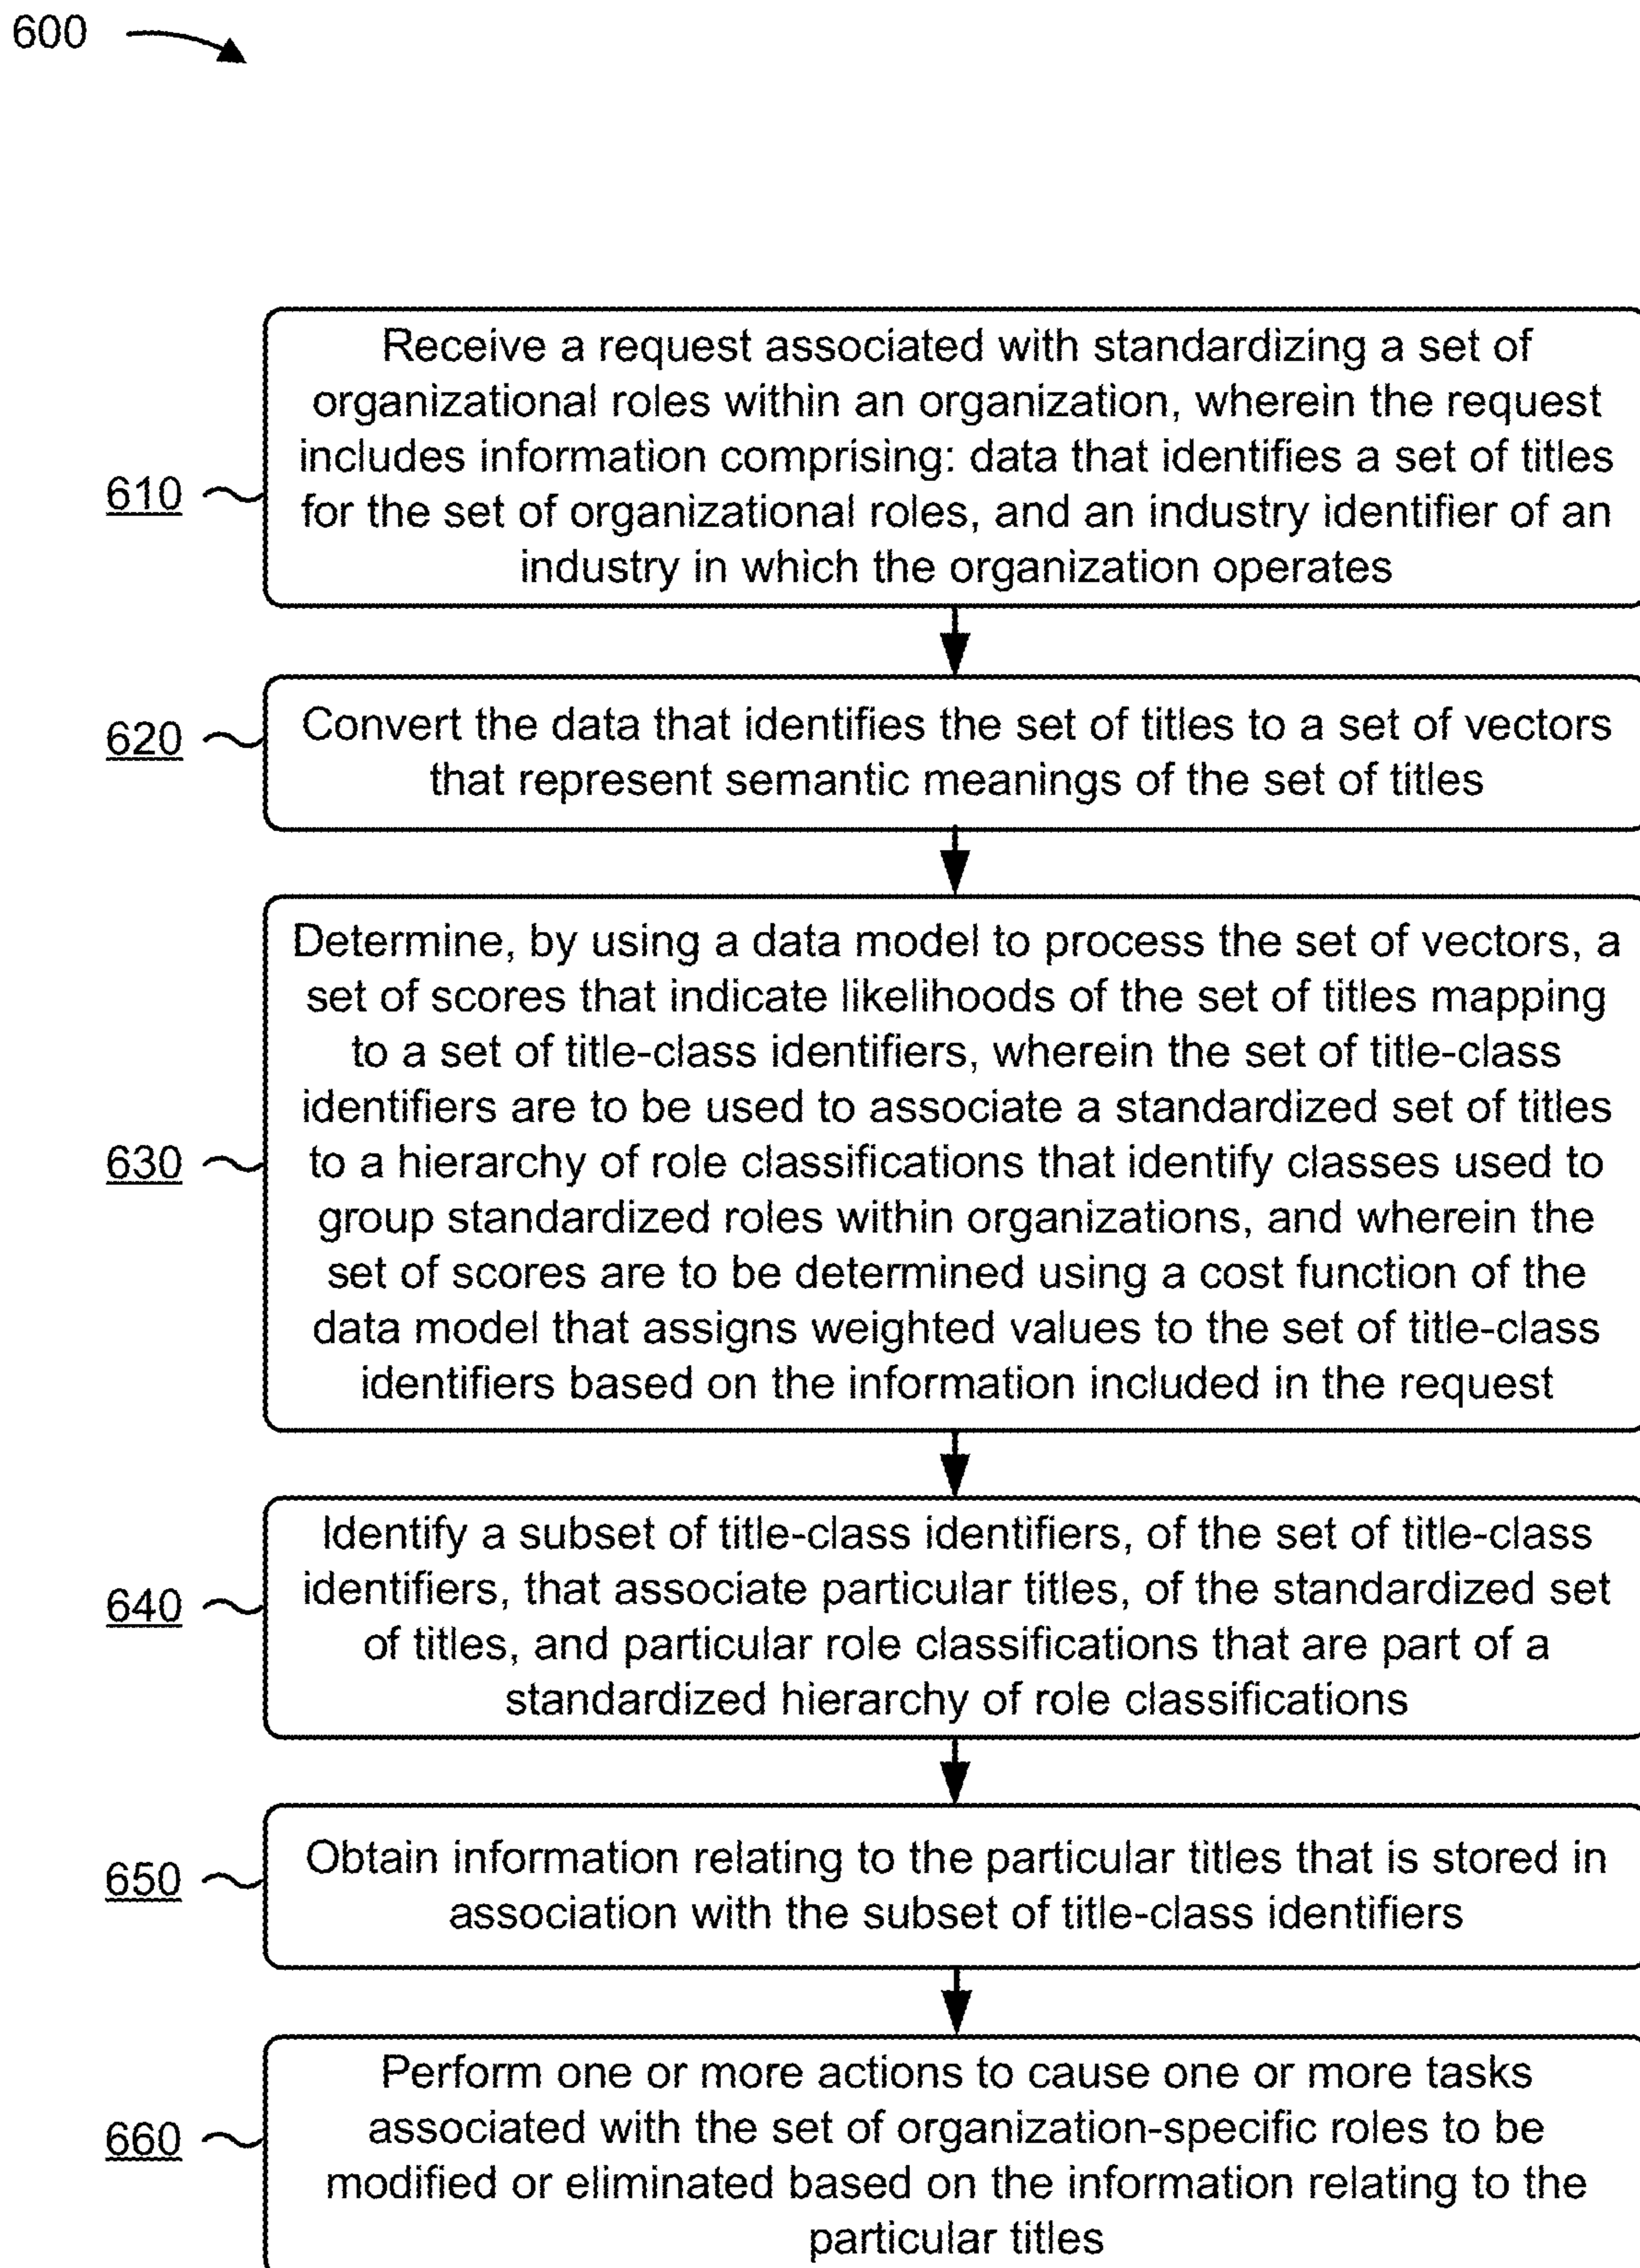 600
Receive a request associated with standardizing a set of
organizational roles within an organization, wherein the request
includes information comprising: data that identifies a set of titles
for the set of organizational roles, and an industry identifier of an
industry in which the organization operates
610
Convert the data that identifies the set of titles to a set of vectors
that represent semantic meanings of the set of titles
620
Determine, by using a data model to process the set of vectors, a
set of scores that indicate likelihoods of the set of titles mapping
to a set of title-class identifiers, wherein the set of title-class
identifiers are to be used to associate a standardized set of titles
to a hierarchy of role classifications that identify classes used to
group standardized roles within organizations, and wherein the
set of scores are to be determined using a cost function of the
data model that assigns weighted values to the set of title-class
identifiers based on the information included in the request
630
Identify a subset of title-class identifiers, of the set of title-class
identifiers, that associate particular titles, of the standardized set
of titles, and particular role classifications that are part of a
standardized hierarchy of role classifications
640
Obtain information relating to the particular titles that is stored in
association with the subset of title-class identifiers
650
Perform one or more actions to cause one or more tasks
associated with the set of organization-specific roles to be
modified or eliminated based on the information relating to the
particular titles
660